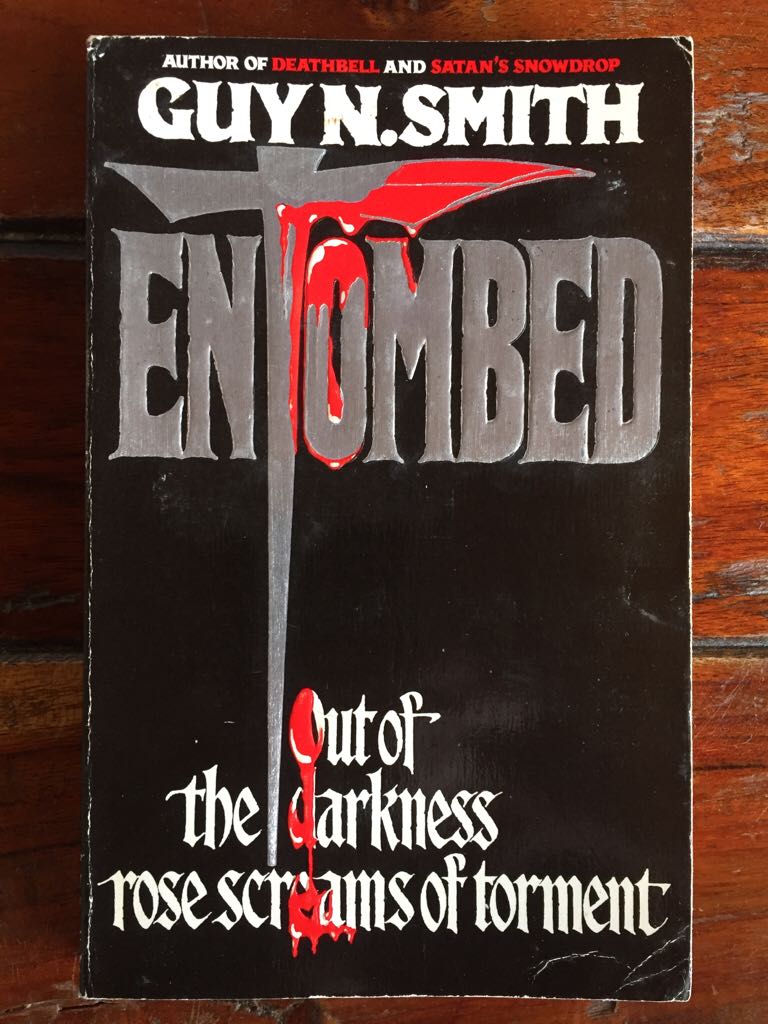 AUTHOR OF DEATHBELL AND SATAN'S SNOWDROP
GUY N. SMITH
ENTOMBED
Out of
the darkness
rose screams of torment